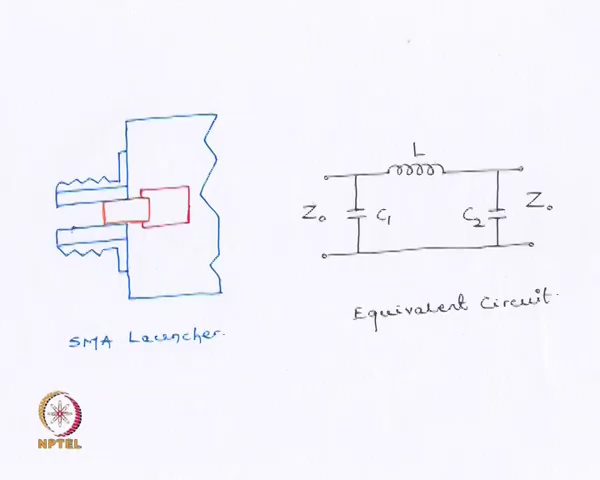 L
Z₀ C₁ C₂ Z₀
Equivalent Circuit.
SMA Launcher.
NPTEL